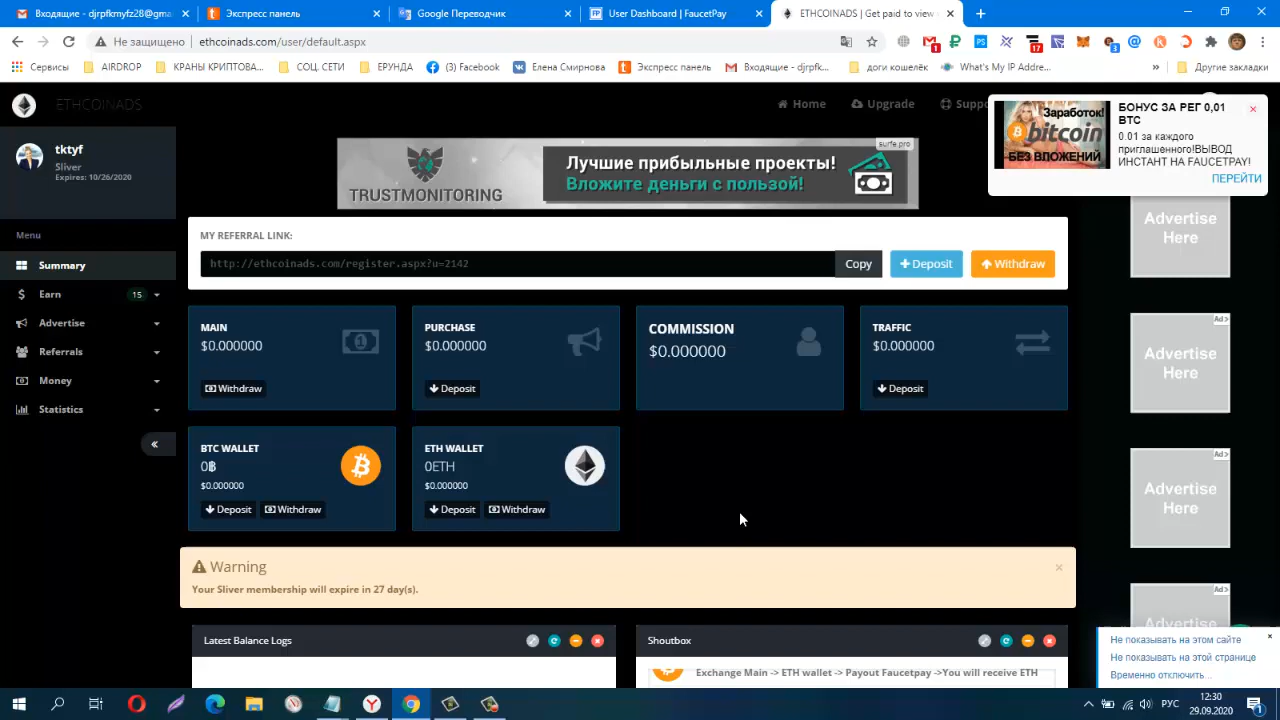 Входящие - djrpfkmyfz28@gma
Экспресс панель
Google Переводчик
User Dashboard | FaucetPay
ETHCOINADS | Get paid to view
Не защищено | ethcoinads.com/user/default.aspx
Сервисы
AIRDROP
КРАНЫ КРИПТОВА...
СОЦ. СЕТИ
ЕРУНДА
(3) Facebook
Елена Смирнова
Экспресс панель
Входящие - djrpfk...
доги кошелёк
What's My IP Addre...
»
Другие закладки
ETHCOINADS
Home
Upgrade
Suppo
БОНУС ЗА РЕГ 0,01
BTC
0.01 за каждого
приглашенного!ВЫВОД
ИНСТАНТ НА FAUCETPAY!
ПЕРЕЙТИ
Заработок!
bitcoin
БЕЗ ВЛОЖЕНИЙ
tktyf
Sliver
Expires: 10/26/2020
surfe.pro
TRUSTMONITORING
Лучшие прибыльные проекты!
Вложите деньги с пользой!
Menu
Summary
Earn 15
Advertise
Referrals
Money
Statistics
MY REFERRAL LINK:
http://ethcoinads.com/register.aspx?u=2142
Copy
Deposit
Withdraw
MAIN
$0.000000
Withdraw
PURCHASE
$0.000000
Deposit
COMMISSION
$0.000000
TRAFFIC
$0.000000
Deposit
BTC WALLET
0฿
$0.000000
Deposit
Withdraw
ETH WALLET
0ETH
$0.000000
Deposit
Withdraw
Warning
Your Sliver membership will expire in 27 day(s).
Latest Balance Logs
Shoutbox
Exchange Main -> ETH wallet -> Payout Faucetpay ->You will receive ETH
Advertise
Here
Ad
Advertise
Here
Ad
Advertise
Here
Ad
Advertise
Не показывать на этом сайте
Не показывать на этой странице
Временно отключить...
РУС
12:30
29.09.2020